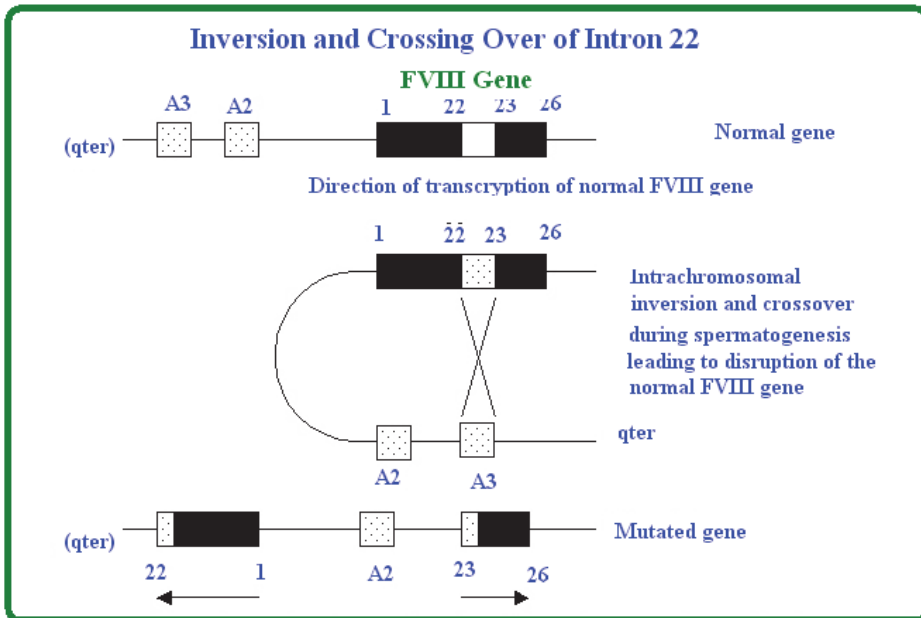 Inversion and Crossing Over of Intron 22
FVIII Gene
A3 A2 1 22 23 26
(qter) Normal gene
Direction of transcryption of normal FVIII gene
1 22 23 26
Intrachromosomal
inversion and crossover
during spermatogenesis
leading to disruption of the
normal FVIII gene
qter
A2 A3
(qter) Mutated gene
22 1 A2 23 26